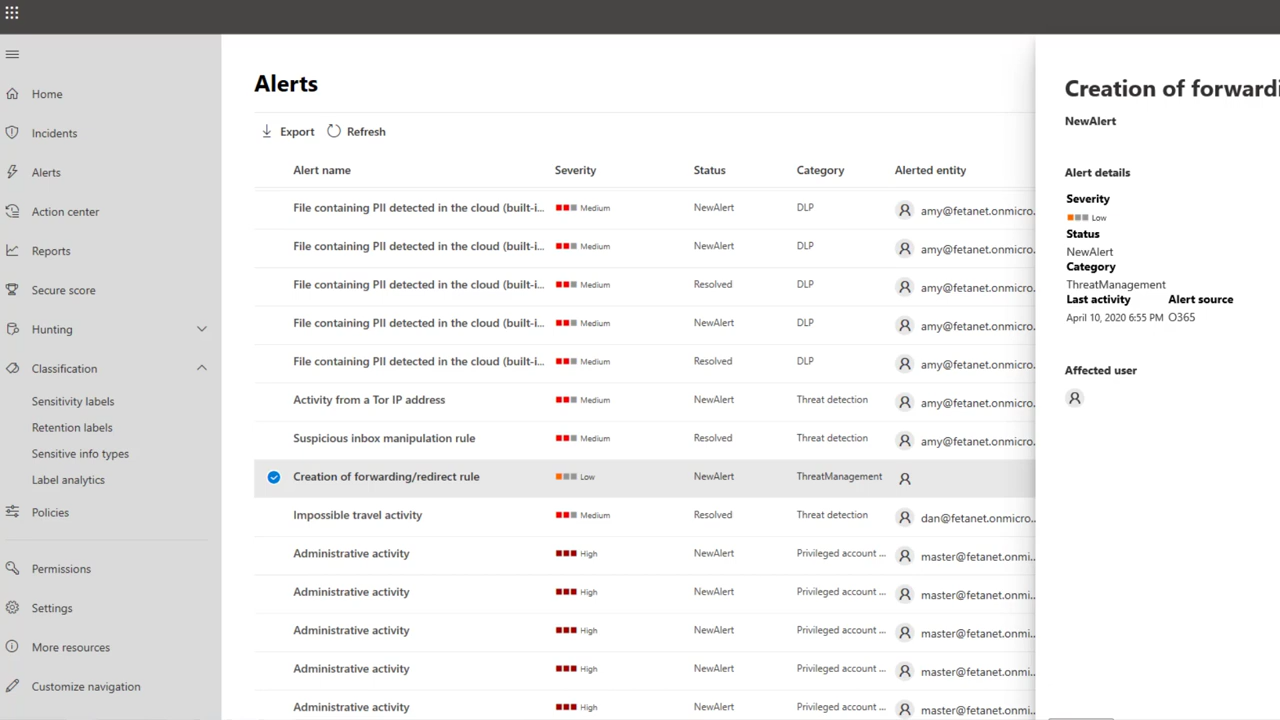 Home
Incidents
Alerts
Action center
Reports
Secure score
Hunting
Classification
Sensitivity labels
Retention labels
Sensitive info types
Label analytics
Policies
Permissions
Settings
More resources
Customize navigation
Alerts
Export Refresh
Alert name Severity Status Category Alerted entity
File containing PII detected in the cloud (built-i... Medium NewAlert DLP amy@fetanet.onmicro.
File containing PII detected in the cloud (built-i... Medium NewAlert DLP amy@fetanet.onmicro.
File containing PII detected in the cloud (built-i... Medium Resolved DLP amy@fetanet.onmicro.
File containing PII detected in the cloud (built-i... Medium NewAlert DLP amy@fetanet.onmicro.
File containing PII detected in the cloud (built-i... Medium Resolved DLP amy@fetanet.onmicro.
Activity from a Tor IP address Medium NewAlert Threat detection amy@fetanet.onmicro.
Suspicious inbox manipulation rule Medium Resolved Threat detection amy@fetanet.onmicro.
Creation of forwarding/redirect rule Low NewAlert ThreatManagement
Impossible travel activity Medium Resolved Threat detection dan@fetanet.onmicro..
Administrative activity High NewAlert Privileged account ... master@fetanet.onmi..
Administrative activity High NewAlert Privileged account ... master@fetanet.onmi..
Administrative activity High NewAlert Privileged account ... master@fetanet.onmi..
Administrative activity High NewAlert Privileged account ... master@fetanet.onmi..
Administrative activity High NewAlert Privileged account ... master@fetanet.onmi..
Creation of forwardi
NewAlert
Alert details
Severity
Low
Status
NewAlert
Category
ThreatManagement
Last activity Alert source
April 10, 2020 6:55 PM O365
Affected user